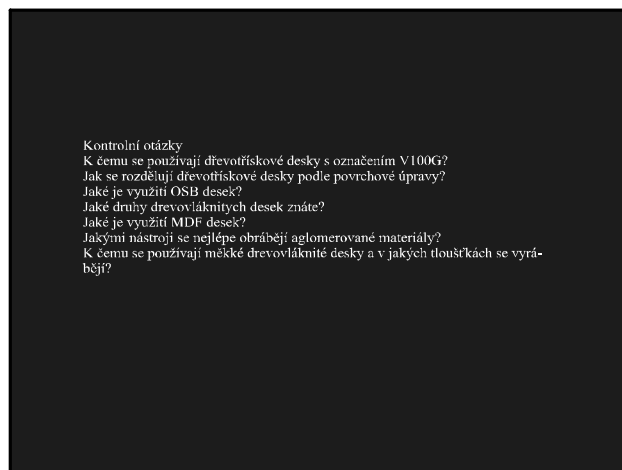 Kontrolní otázky
K čemu se používají dřevotřískové desky s označením V100G?
Jak se rozdělují dřevotřískové desky podle povrchové úpravy?
Jaké je využití OSB desek?
Jaké druhy drevovláknitych desek znáte?
Jaké je využití MDF desek?
Jakými nástroji se nejlépe obrábějí aglomerované materiály?
K čemu se používají měkké drevovláknité desky a v jakých tloušťkách se vyrá-
bějí?